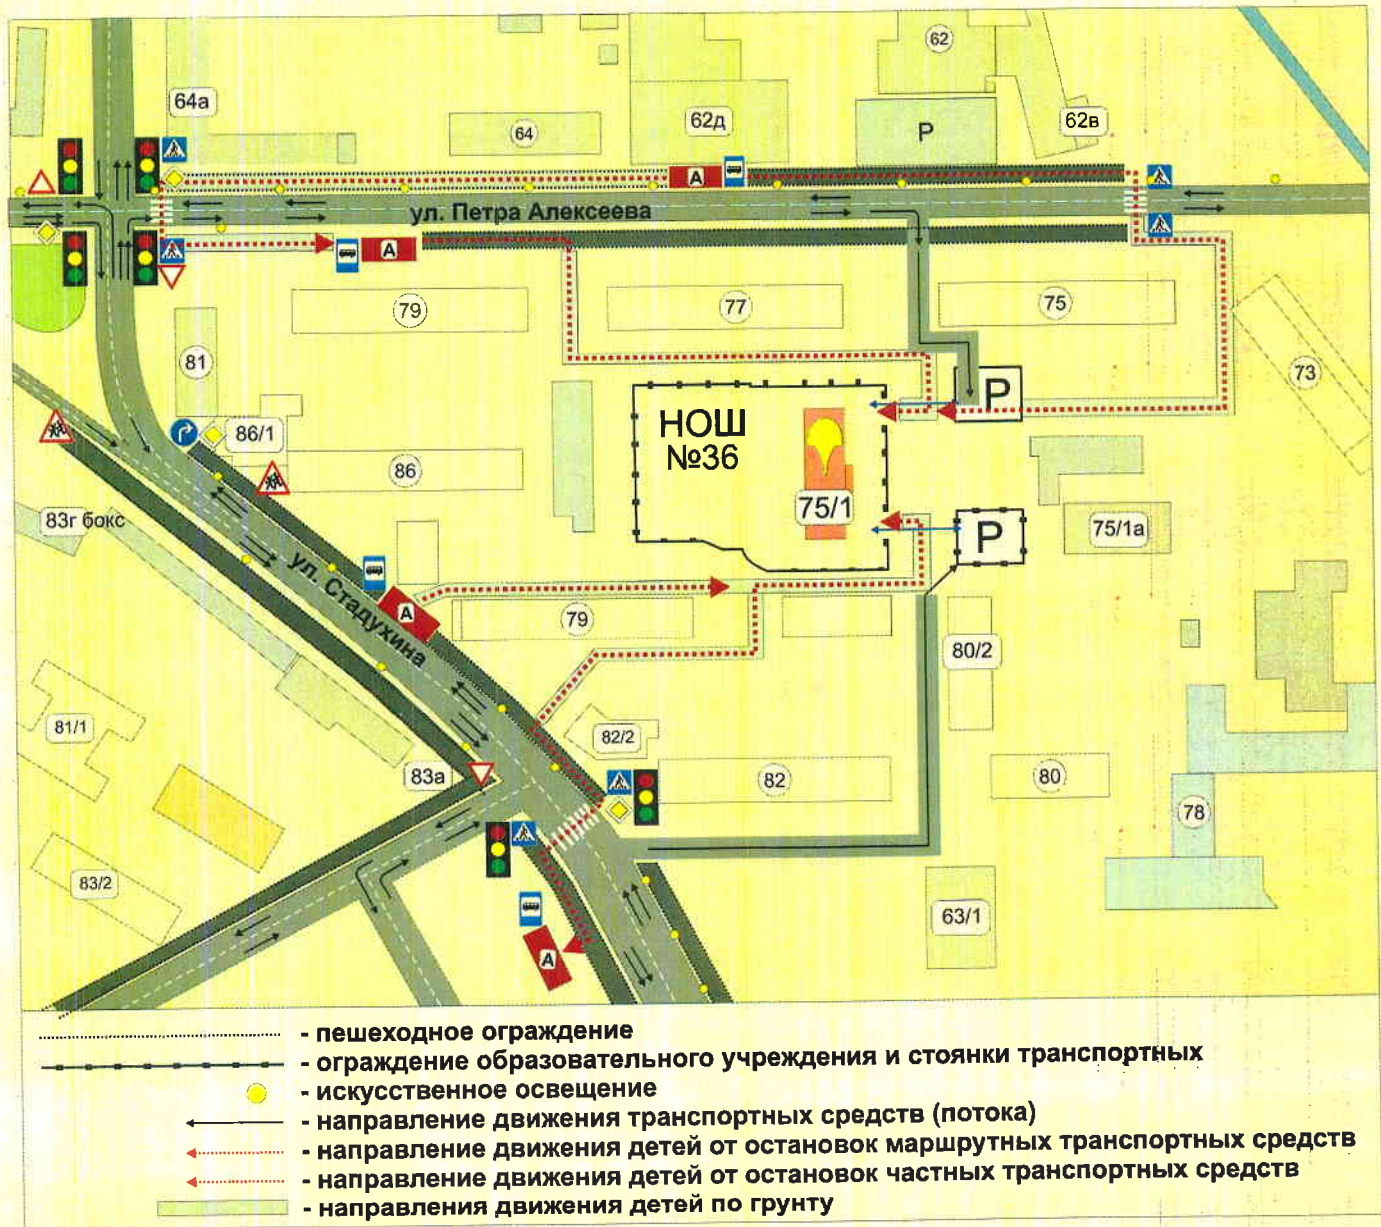 62
64а
64
62д
Р
62в
А
ул. Петра Алексеева
А
79
77
75
81
73
Р
НОШ
№36
86/1
86
75/1
83г бокс
75/1а
Р
ул. Стадухина
А
79
80/2
81/1
82/2
83а
82
80
78
83/2
63/1
А
- пешеходное ограждение
- ограждение образовательного учреждения и стоянки транспортных
- искусственное освещение
- направление движения транспортных средств (потока)
- направление движения детей от остановок маршрутных транспортных средств
- направление движения детей от остановок частных транспортных средств
- направления движения детей по грунту